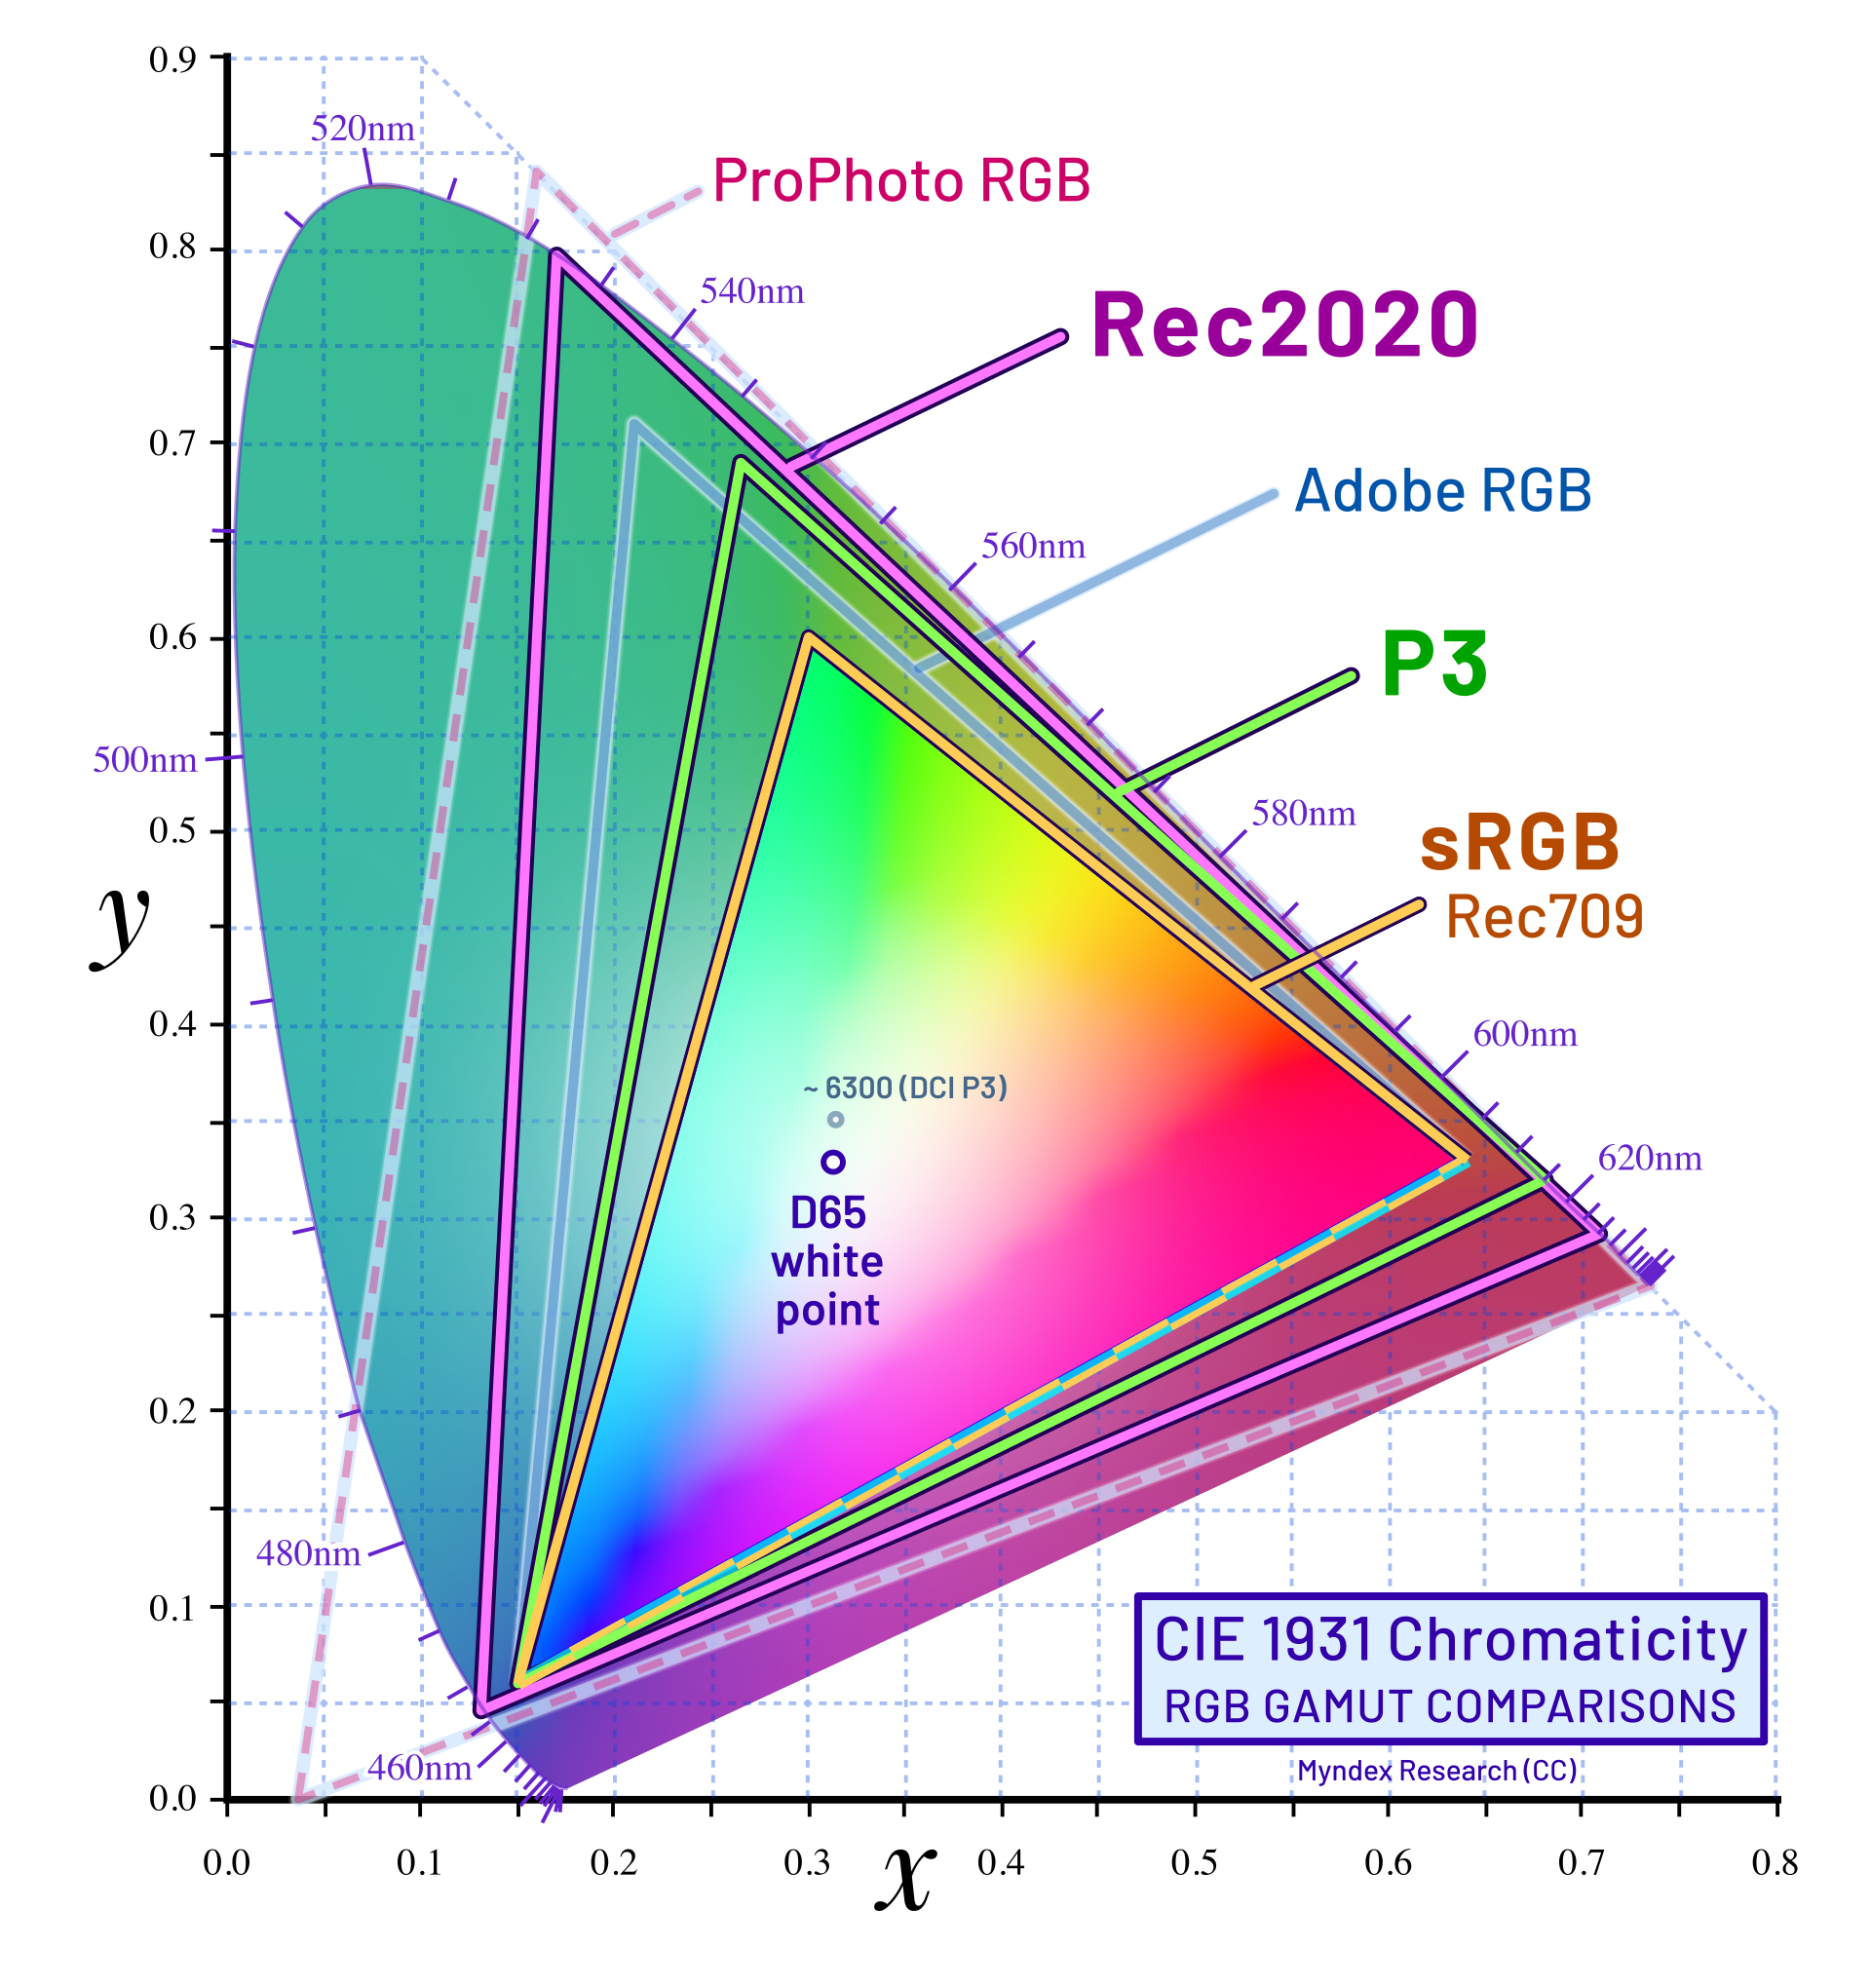 0.9
520nm
ProPhoto RGB
0.8
540nm
Rec2020
0.7
Adobe RGB
560nm
0.6
P3
500nm
580nm
0.5
sRGB
Rec709
y
0.4
600nm
~ 6300 (DCI P3)
620nm
D65
white
point
0.3
0.2
480nm
0.1
CIE 1931 Chromaticity
RGB GAMUT COMPARISONS
460nm
Myndex Research (CC)
0.0
0.0 0.1 0.2 0.3 0.4 0.5 0.6 0.7 0.8
x